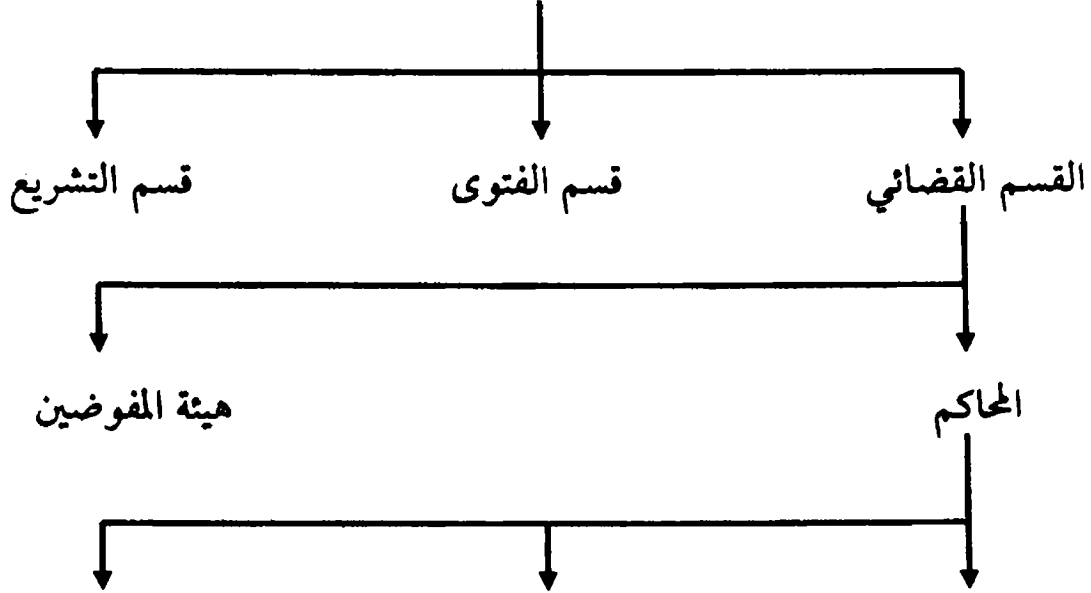 القسم القضائي قسم الفتوى قسم التشريع
المحاكم هيئة المفوضين